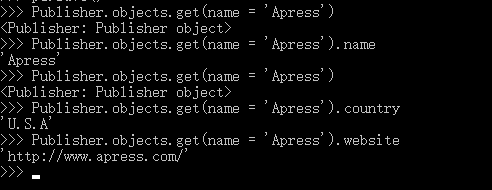 >>> Publisher.objects.get(name = 'Apress')
<Publisher: Publisher object>
>>> Publisher.objects.get(name = 'Apress').name
'Apress'
>>> Publisher.objects.get(name = 'Apress')
<Publisher: Publisher object>
>>> Publisher.objects.get(name = 'Apress').country
'U.S.A'
>>> Publisher.objects.get(name = 'Apress').website
'http://www.apress.com/'
>>> _